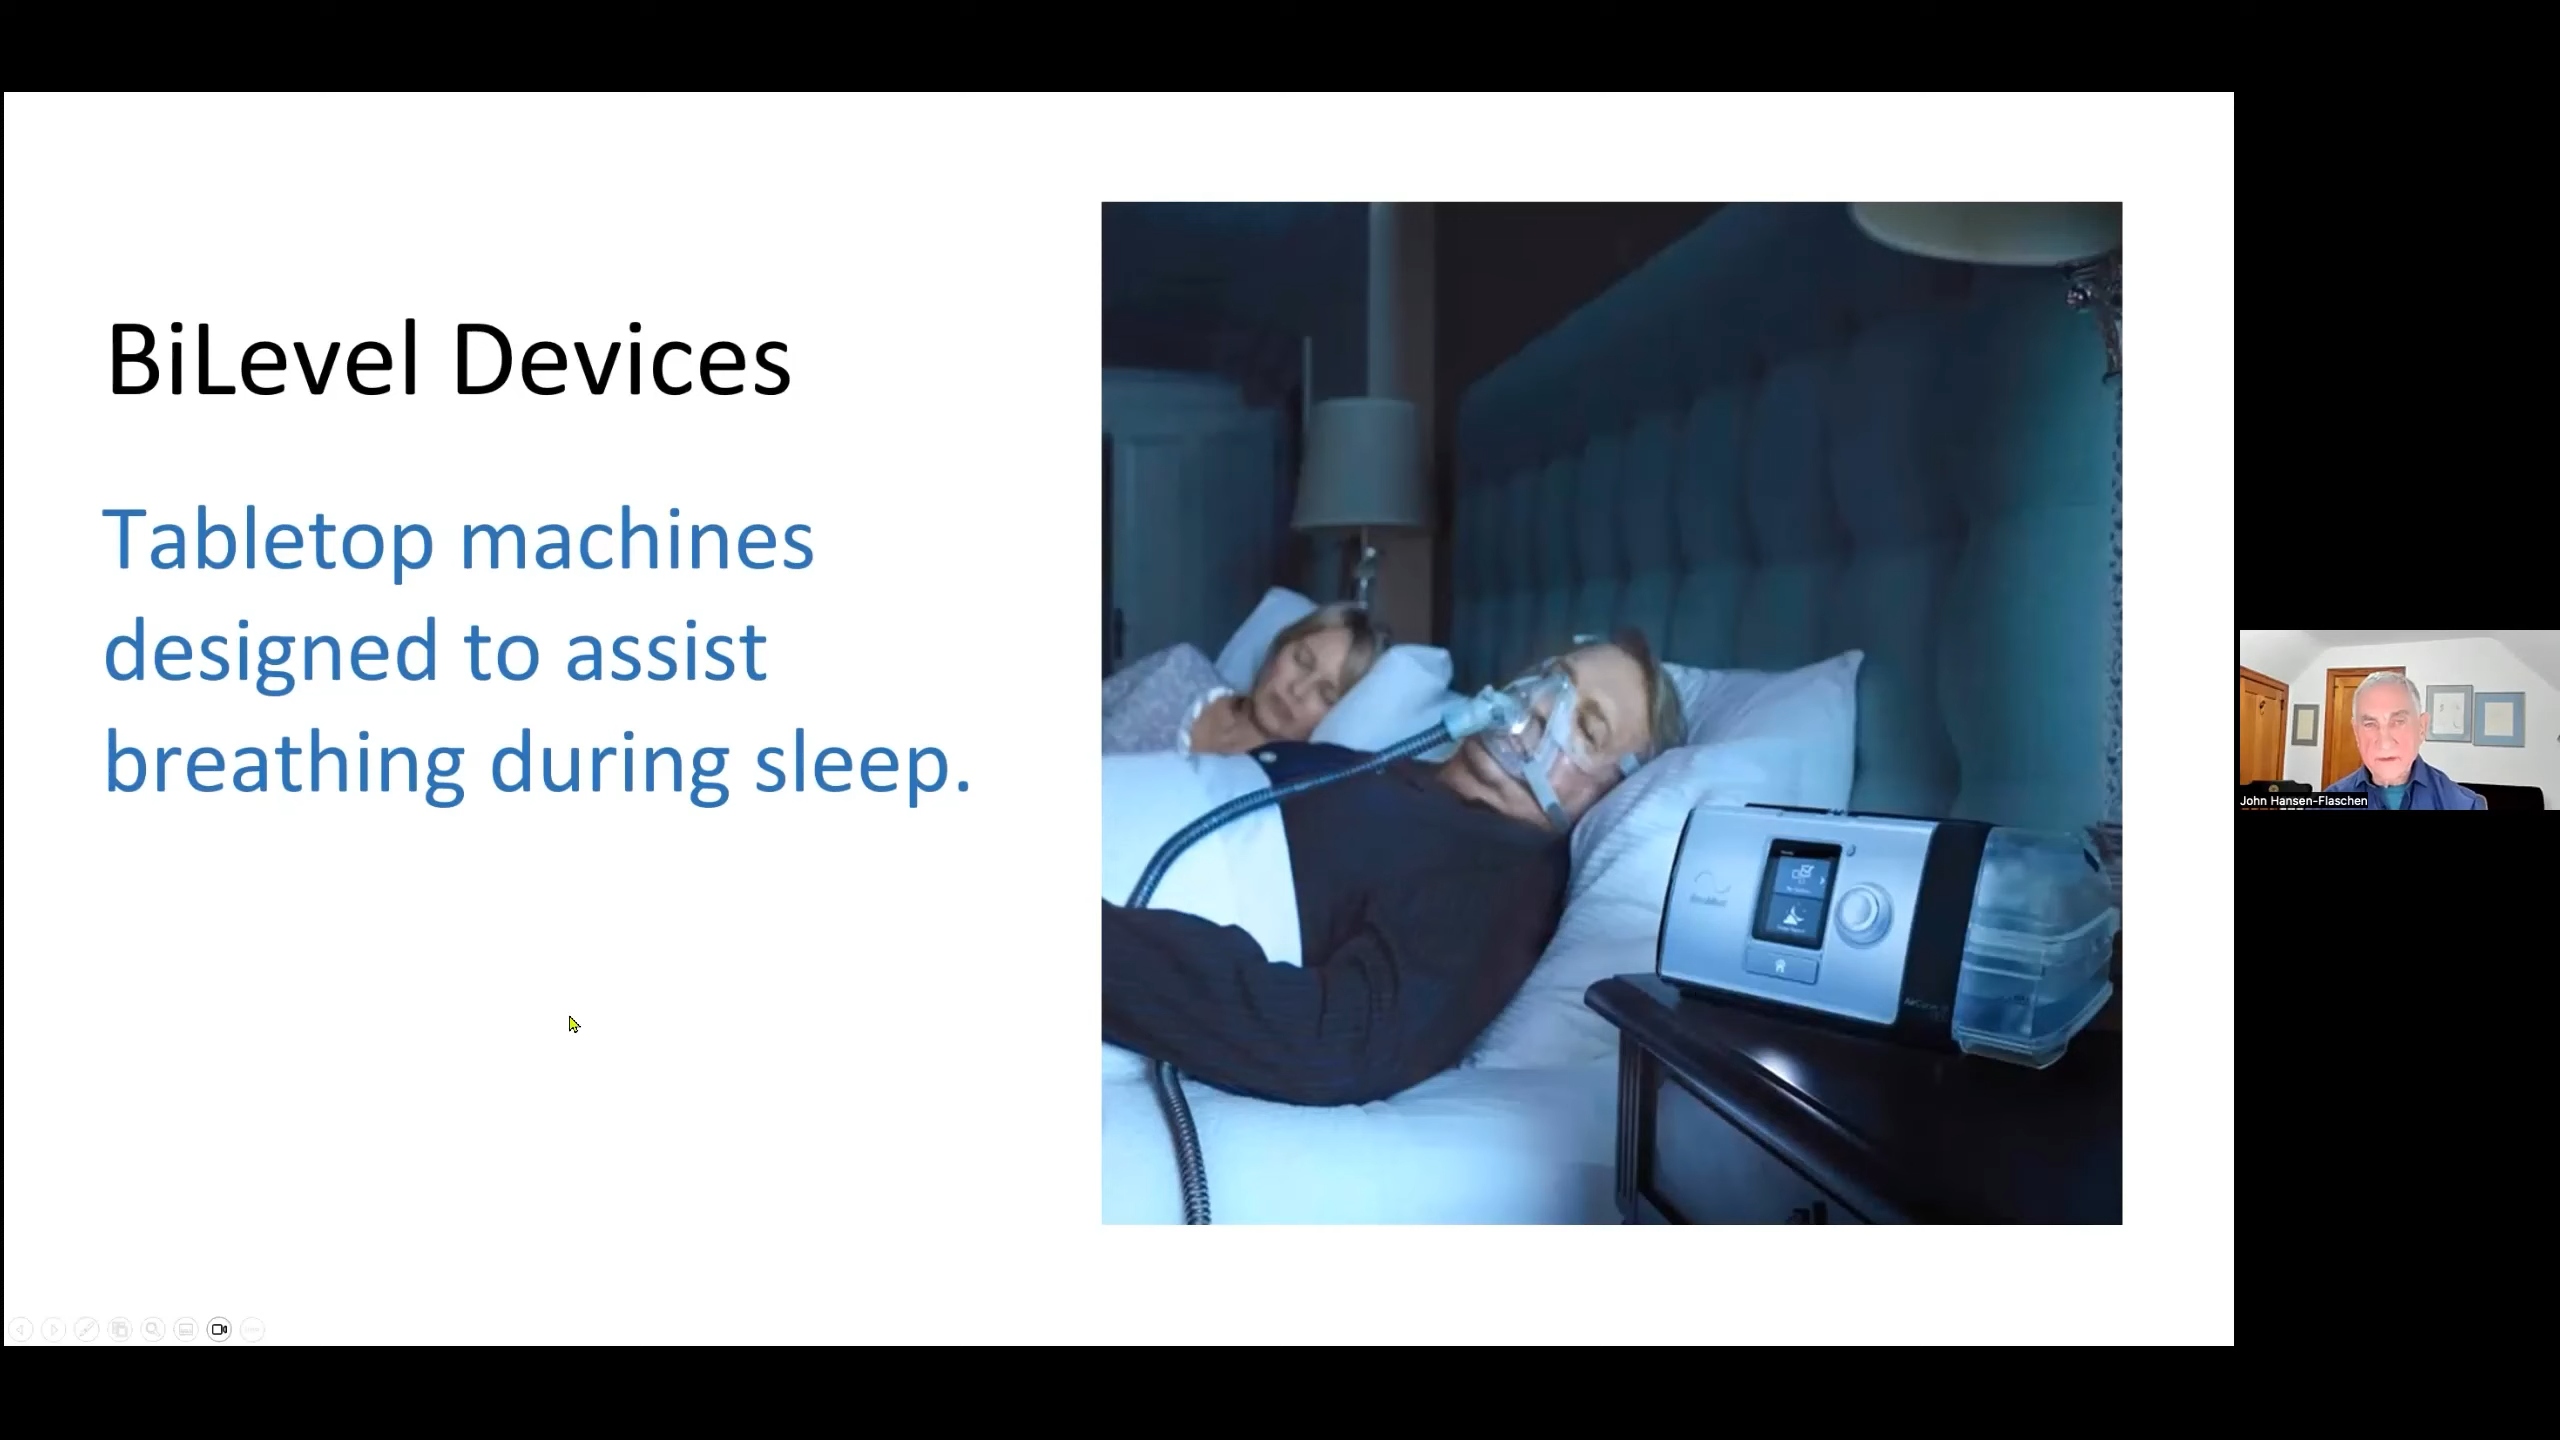 BiLevel Devices
Tabletop machines
designed to assist
breathing during sleep.
John Hansen-Flaschen